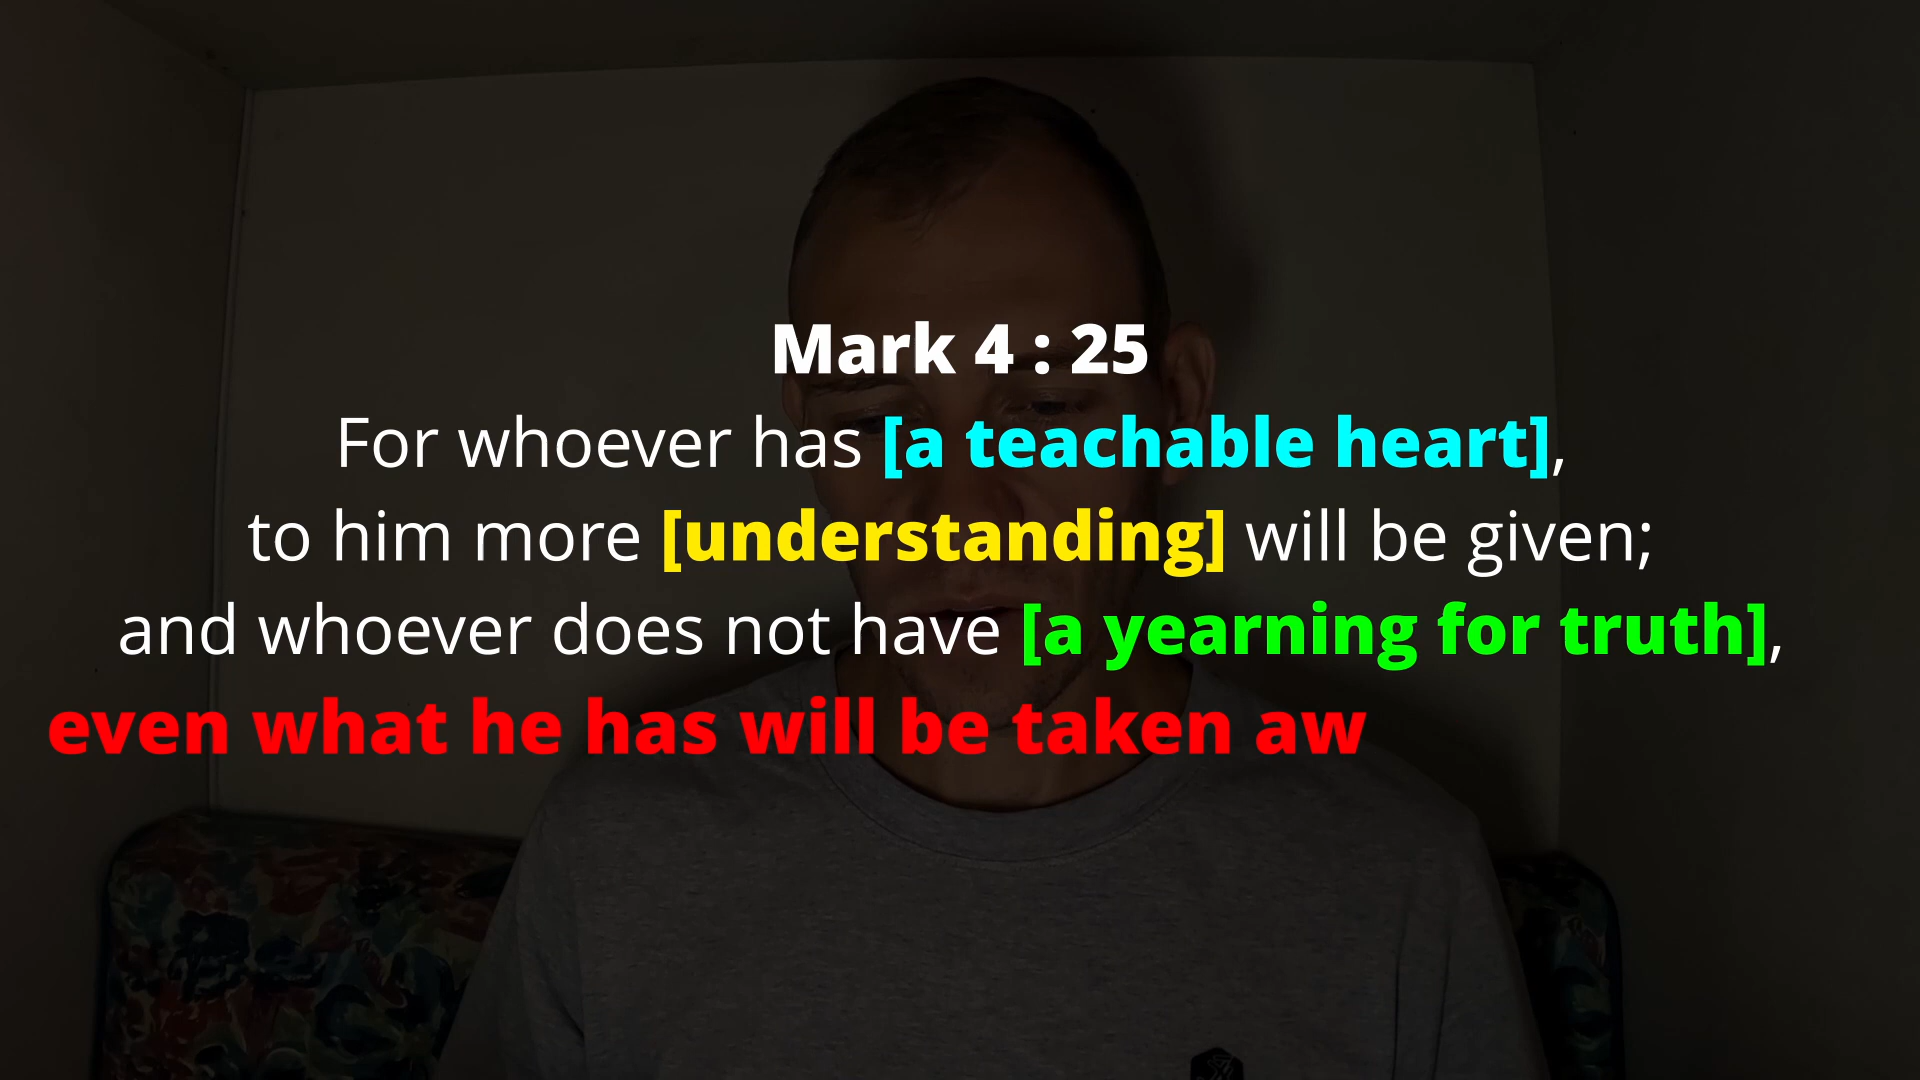 Mark 4 : 25
For whoever has [a teachable heart],
to him more [understanding] will be given;
and whoever does not have [a yearning for truth],
even what he has will be taken aw